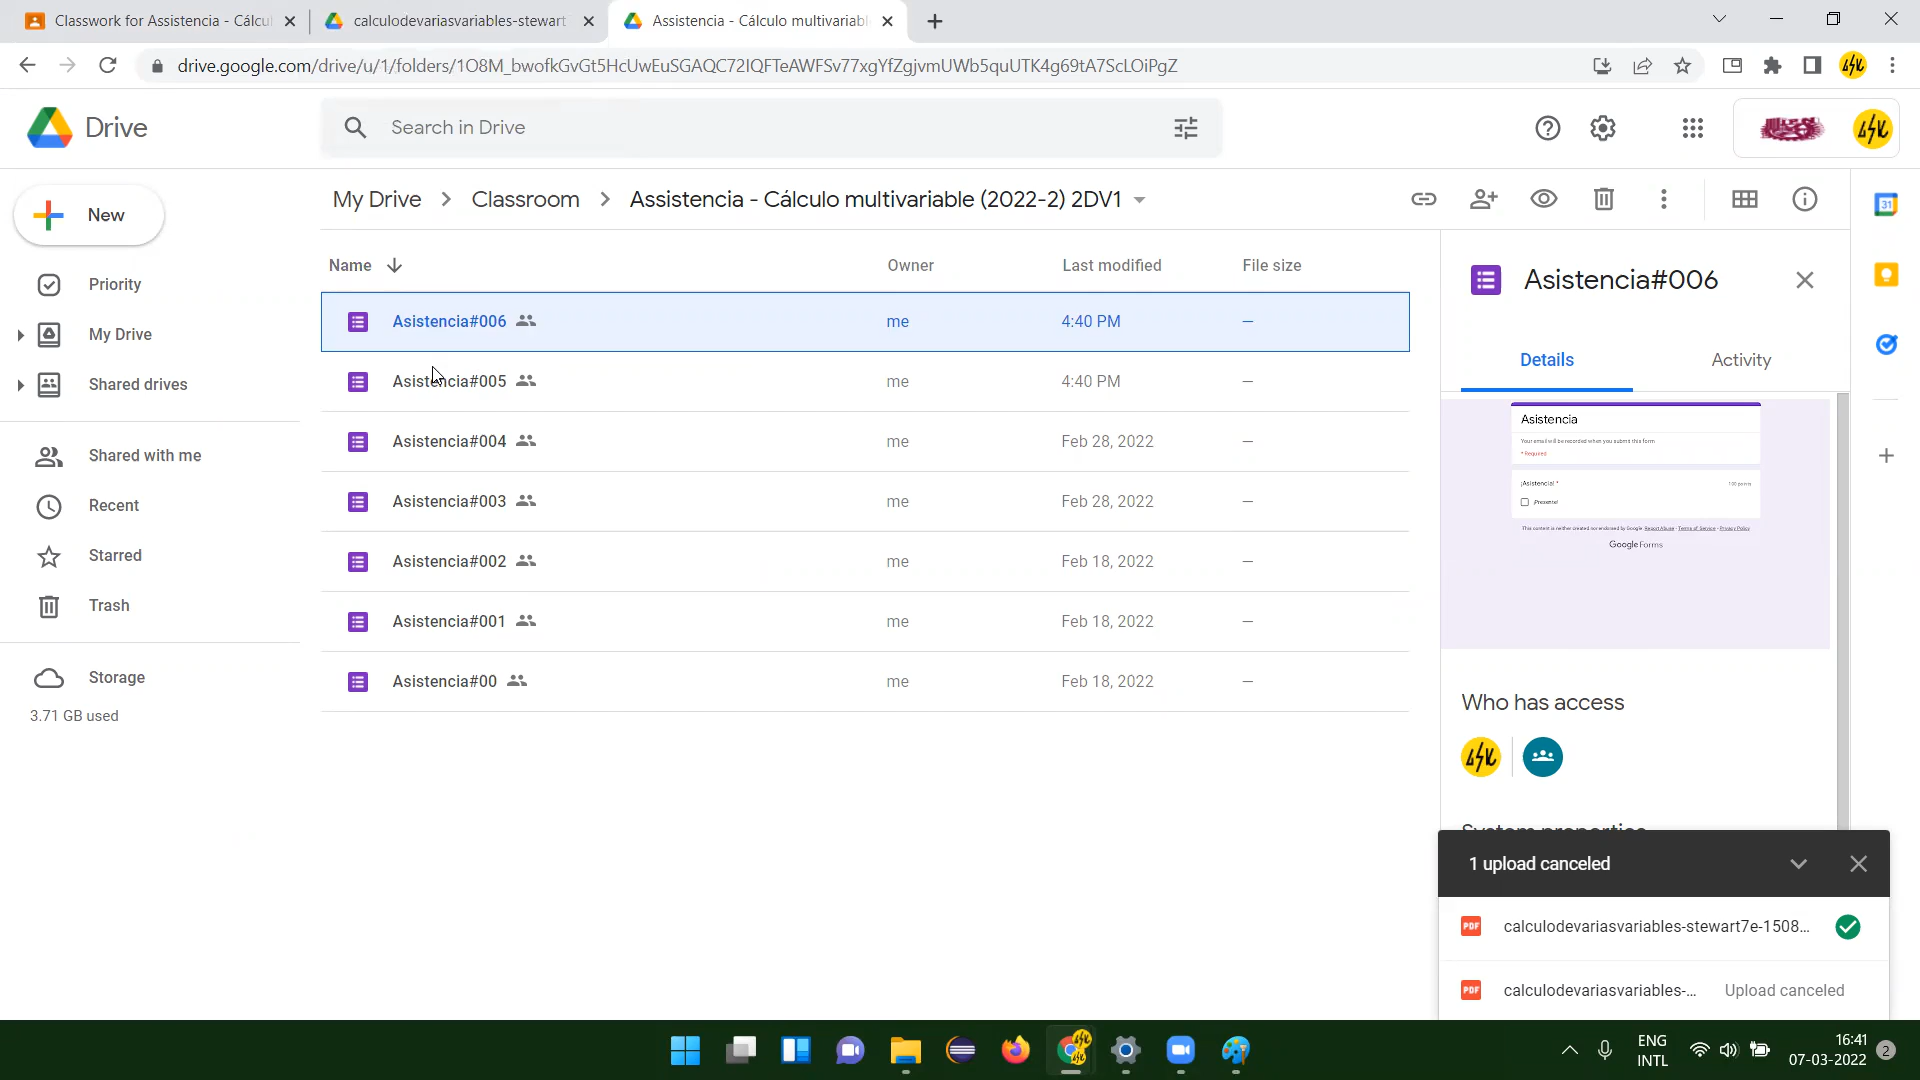 Classwork for Assistencia - Cálcu
calculodevariasvariables-stewart
Assistencia - Cálculo multivariabl
drive.google.com/drive/u/1/folders/1O8M_bwofkGvGt5HcUwEuSGAQC72IQFTeAWFSv77xgYfZgjvmUWb5quUTK4g69tA7ScLOiPgZ
Drive
Search in Drive
New
My Drive
Classroom
Assistencia - Cálculo multivariable (2022-2) 2DV1
Priority
My Drive
Shared drives
Shared with me
Recent
Starred
Trash
Storage
3.71 GB used
Name Owner Last modified File size
Asistencia#006 me 4:40 PM –
Asistencia#005 me 4:40 PM –
Asistencia#004 me Feb 28, 2022 –
Asistencia#003 me Feb 28, 2022 –
Asistencia#002 me Feb 18, 2022 –
Asistencia#001 me Feb 18, 2022 –
Asistencia#00 me Feb 18, 2022 –
Asistencia#006
Details Activity
Asistencia
Your email will be recorded when you submit this form.
* Required
¡Asistencia! * 100 points
Presente!
This content is neither created nor endorsed by Google. Report Abuse - Terms of Service - Privacy Policy
Google Forms
Who has access
System properties
1 upload canceled
PDF calculodevariasvariables-stewart7e-1508...
PDF calculodevariasvariables-... Upload canceled
31
ENG
INTL
16:41
07-03-2022
2